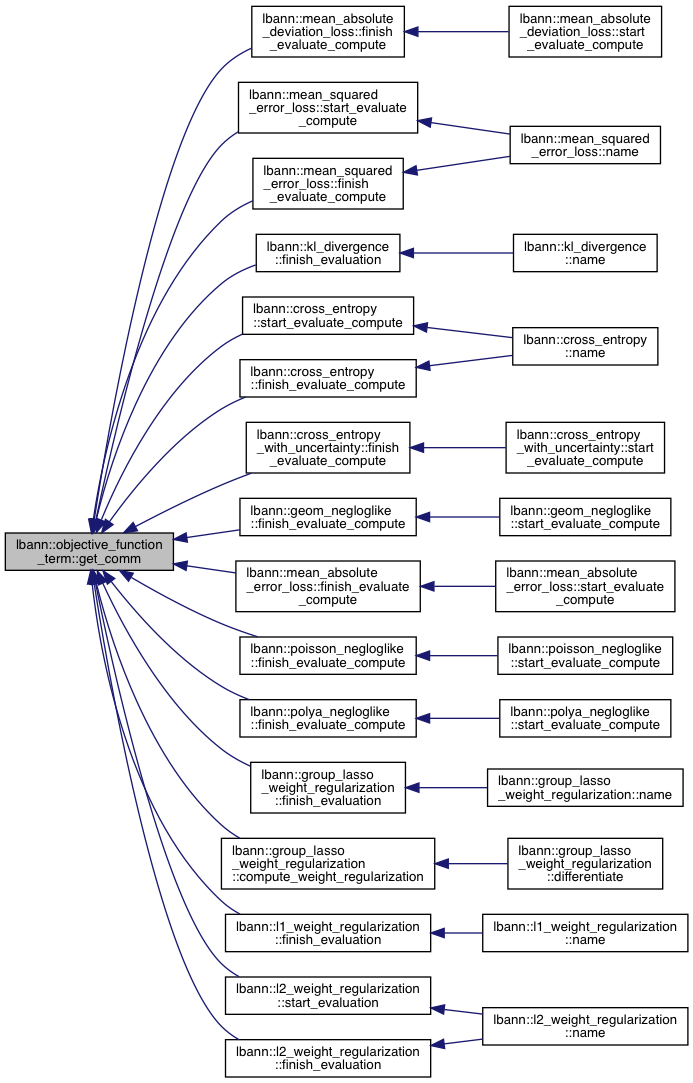 lbann::mean_absolute
_deviation_loss::finish
_evaluate_compute
lbann::mean_absolute
_deviation_loss::start
_evaluate_compute
lbann::mean_squared
_error_loss::start_evaluate
_compute
lbann::mean_squared
_error_loss::name
lbann::mean_squared
_error_loss::finish
_evaluate_compute
lbann::kl_divergence
::finish_evaluation
lbann::kl_divergence
::name
lbann::cross_entropy
::start_evaluate_compute
lbann::cross_entropy
::name
lbann::cross_entropy
::finish_evaluate_compute
lbann::cross_entropy
_with_uncertainty::finish
_evaluate_compute
lbann::cross_entropy
_with_uncertainty::start
_evaluate_compute
lbann::geom_negloglike
::finish_evaluate_compute
lbann::geom_negloglike
::start_evaluate_compute
lbann::objective_function
_term::get_comm
lbann::mean_absolute
_error_loss::finish_evaluate
_compute
lbann::mean_absolute
_error_loss::start_evaluate
_compute
lbann::poisson_negloglike
::finish_evaluate_compute
lbann::poisson_negloglike
::start_evaluate_compute
lbann::polya_negloglike
::finish_evaluate_compute
lbann::polya_negloglike
::start_evaluate_compute
lbann::group_lasso
_weight_regularization
::finish_evaluation
lbann::group_lasso
_weight_regularization::name
lbann::group_lasso
_weight_regularization
::compute_weight_regularization
lbann::group_lasso
_weight_regularization
::differentiate
lbann::l1_weight_regularization
::finish_evaluation
lbann::l1_weight_regularization
::name
lbann::l2_weight_regularization
::start_evaluation
lbann::l2_weight_regularization
::name
lbann::l2_weight_regularization
::finish_evaluation